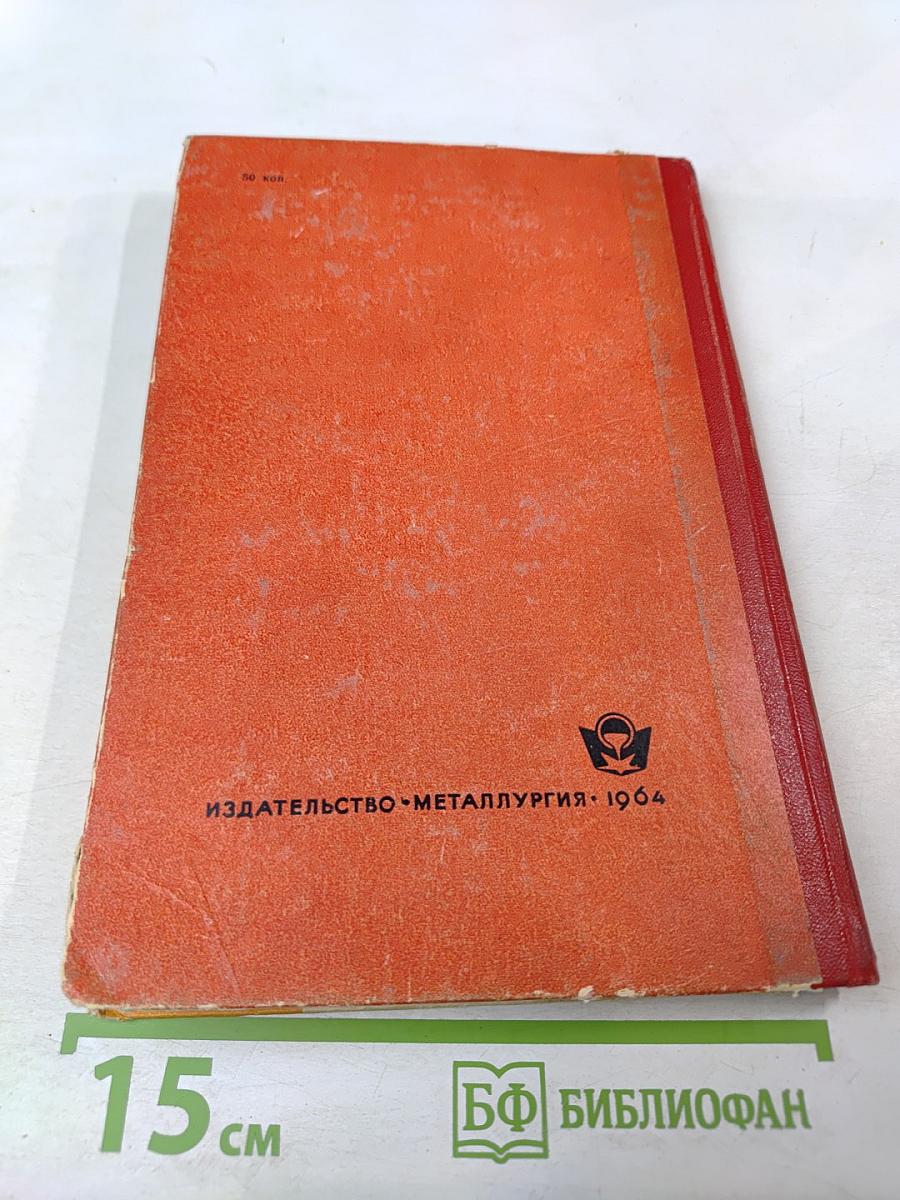 50 коп.
ИЗДАТЕЛЬСТВО • МЕТАЛЛУРГИЯ • 1964
15 см
БФ БИБЛИОФАН